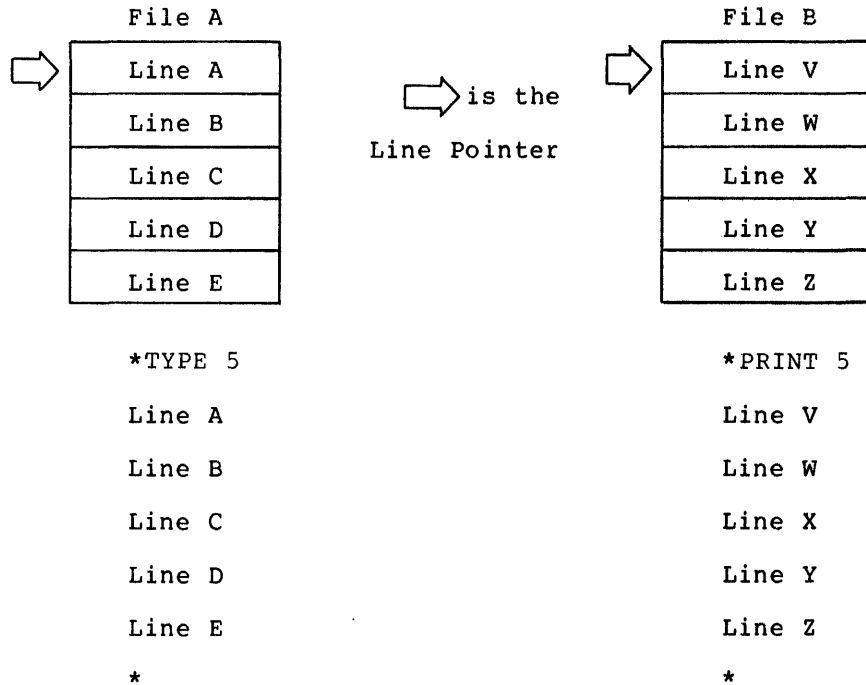 File A
Line A
Line B
Line C
Line D
Line E
is the
Line Pointer
File B
Line V
Line W
Line X
Line Y
Line Z
*TYPE 5
Line A
Line B
Line C
Line D
Line E
*
*PRINT 5
Line V
Line W
Line X
Line Y
Line Z
*